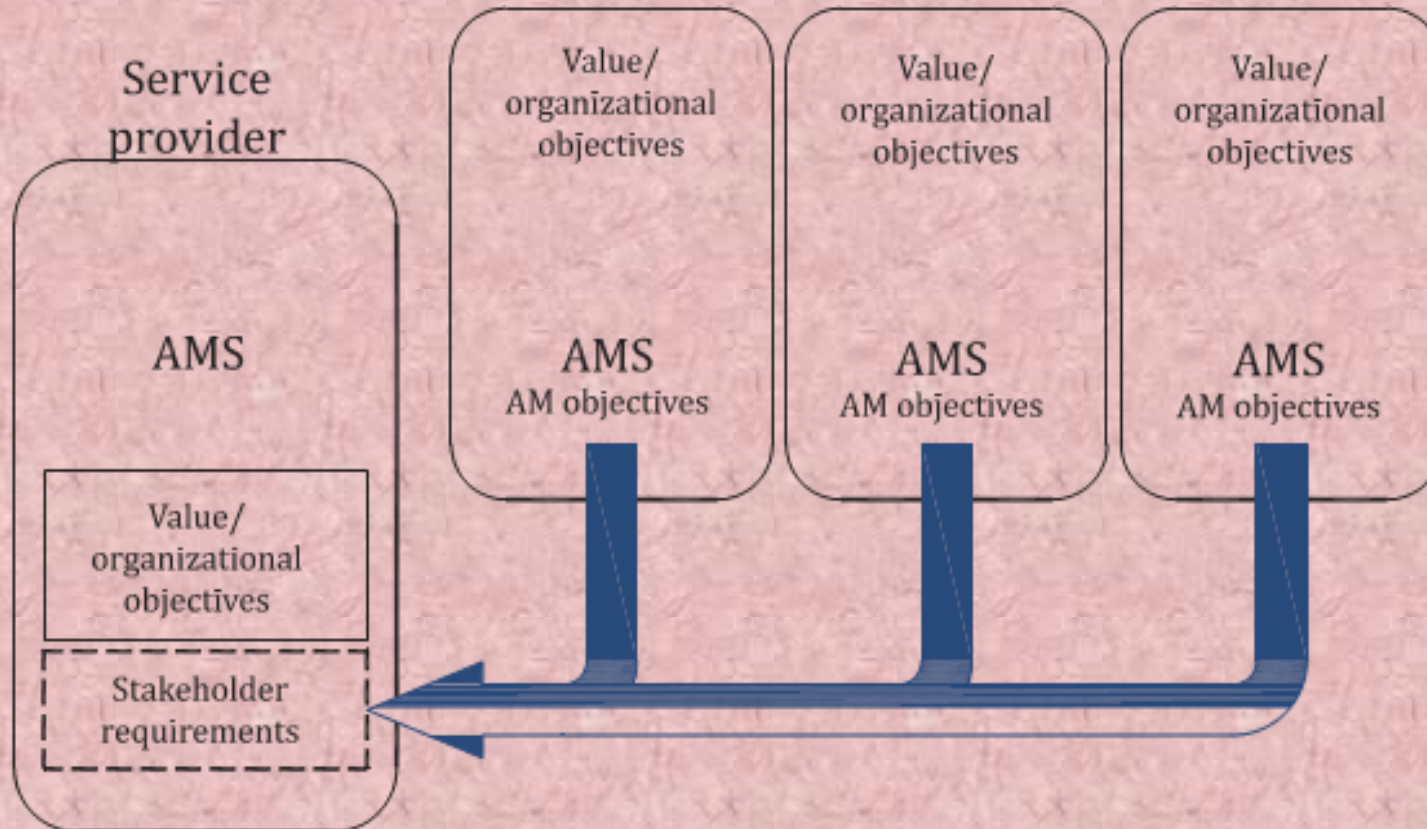 Service
provider
AMS
Value/
organizational
objectives
Stakeholder
requirements
Value/
organizational
objectives
AMS
AM objectives
Value/
organizational
objectives
AMS
AM objectives
Value/
organizational
objectives
AMS
AM objectives